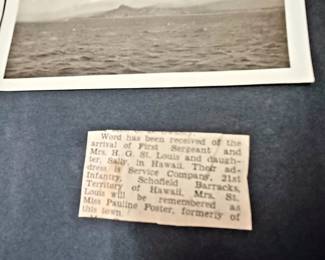 Word has been received of the
arrival of First Sergeant and
Mrs. H. G. St. Louis and daugh-
ter, Sally, in Hawaii. Their ad-
dress is Service Company, 21st
Infantry, Schofield Barracks,
Territory of Hawaii. Mrs. St.
Louis will be remembered as
Miss Pauline Poster, formerly of
this town.